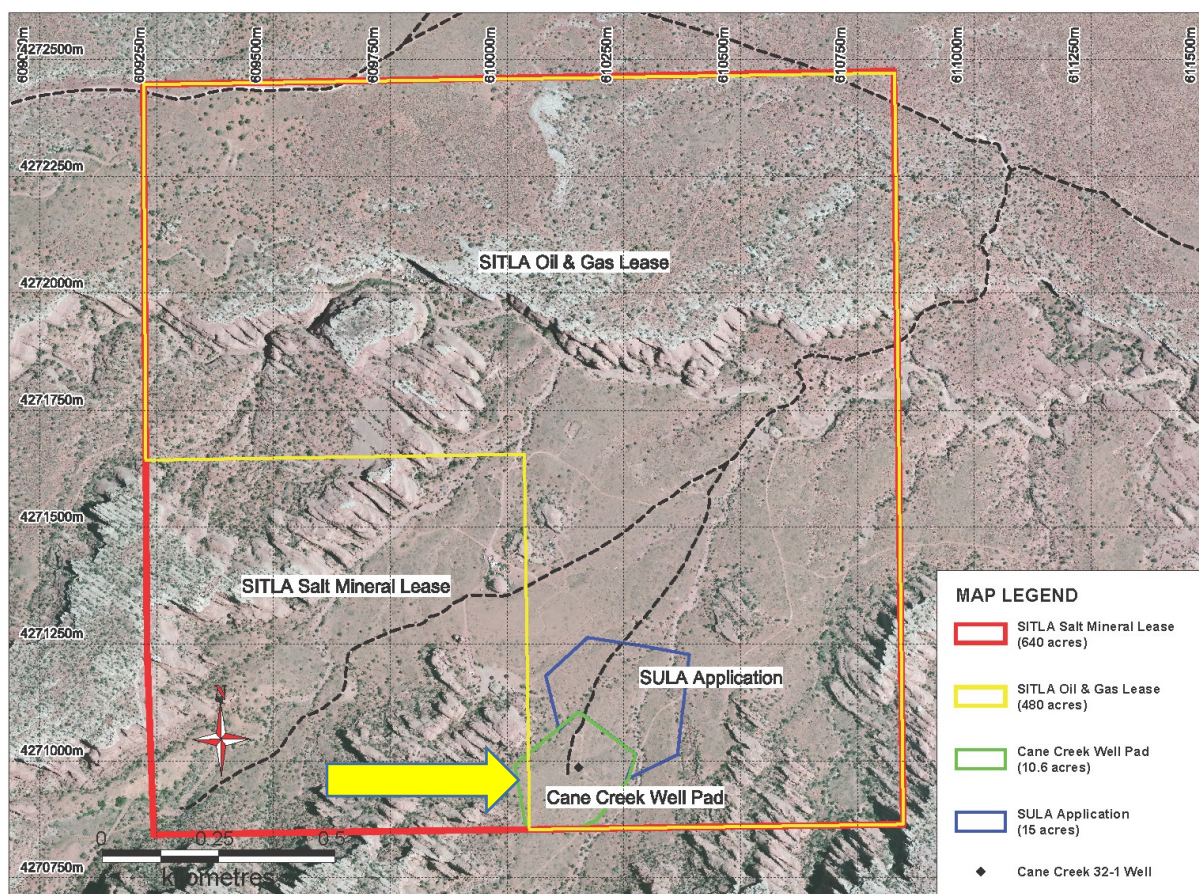 609000m
609250m
609500m
609750m
610000m
610250m
610500m
610750m
611000m
611250m
611500m
4272500m
4272250m
4272000m
4271750m
4271500m
4271250m
4271000m
4270750m
SITLA Oil & Gas Lease
SITLA Salt Mineral Lease
SULA Application
Cane Creek Well Pad
N
0 0.25 0.5
kilometres
MAP LEGEND
SITLA Salt Mineral Lease
(640 acres)
SITLA Oil & Gas Lease
(480 acres)
Cane Creek Well Pad
(10.6 acres)
SULA Application
(15 acres)
Cane Creek 32-1 Well